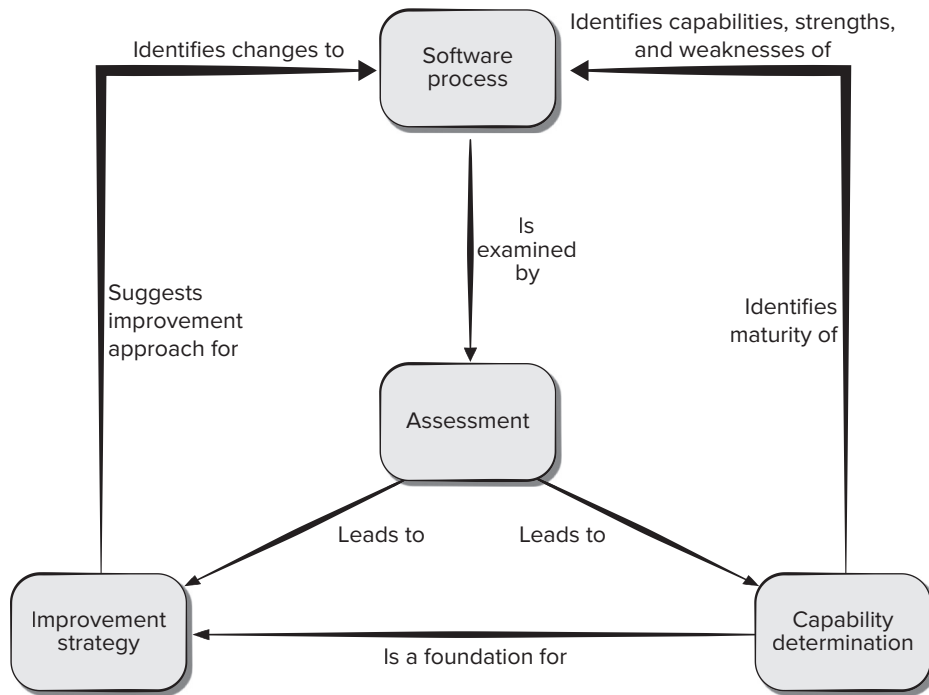 Identifies changes to
Software
process
Identifies capabilities, strengths,
and weaknesses of
Is
examined
by
Suggests
improvement
approach for
Identifies
maturity of
Assessment
Leads to
Leads to
Improvement
strategy
Is a foundation for
Capability
determination